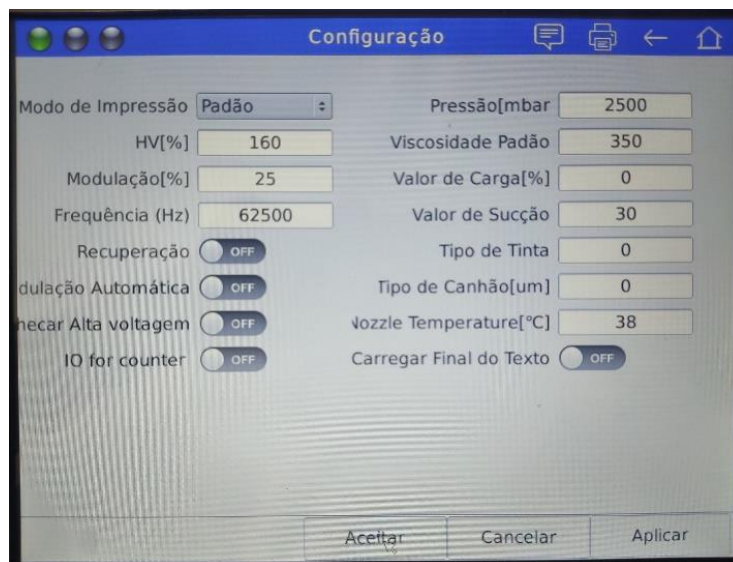 Configuração
Modo de Impressão Padão Pressão[mbar 2500
HV[%] 160 Viscosidade Padão 350
Modulação[%] 25 Valor de Carga[%] 0
Frequência (Hz) 62500 Valor de Sucção 30
Recuperação OFF Tipo de Tinta 0
dulação Automática OFF Tipo de Canhão[um] 0
hecar Alta voltagem OFF Nozzle Temperature[°C] 38
IO for counter OFF Carregar Final do Texto OFF
Aceitar Cancelar Aplicar